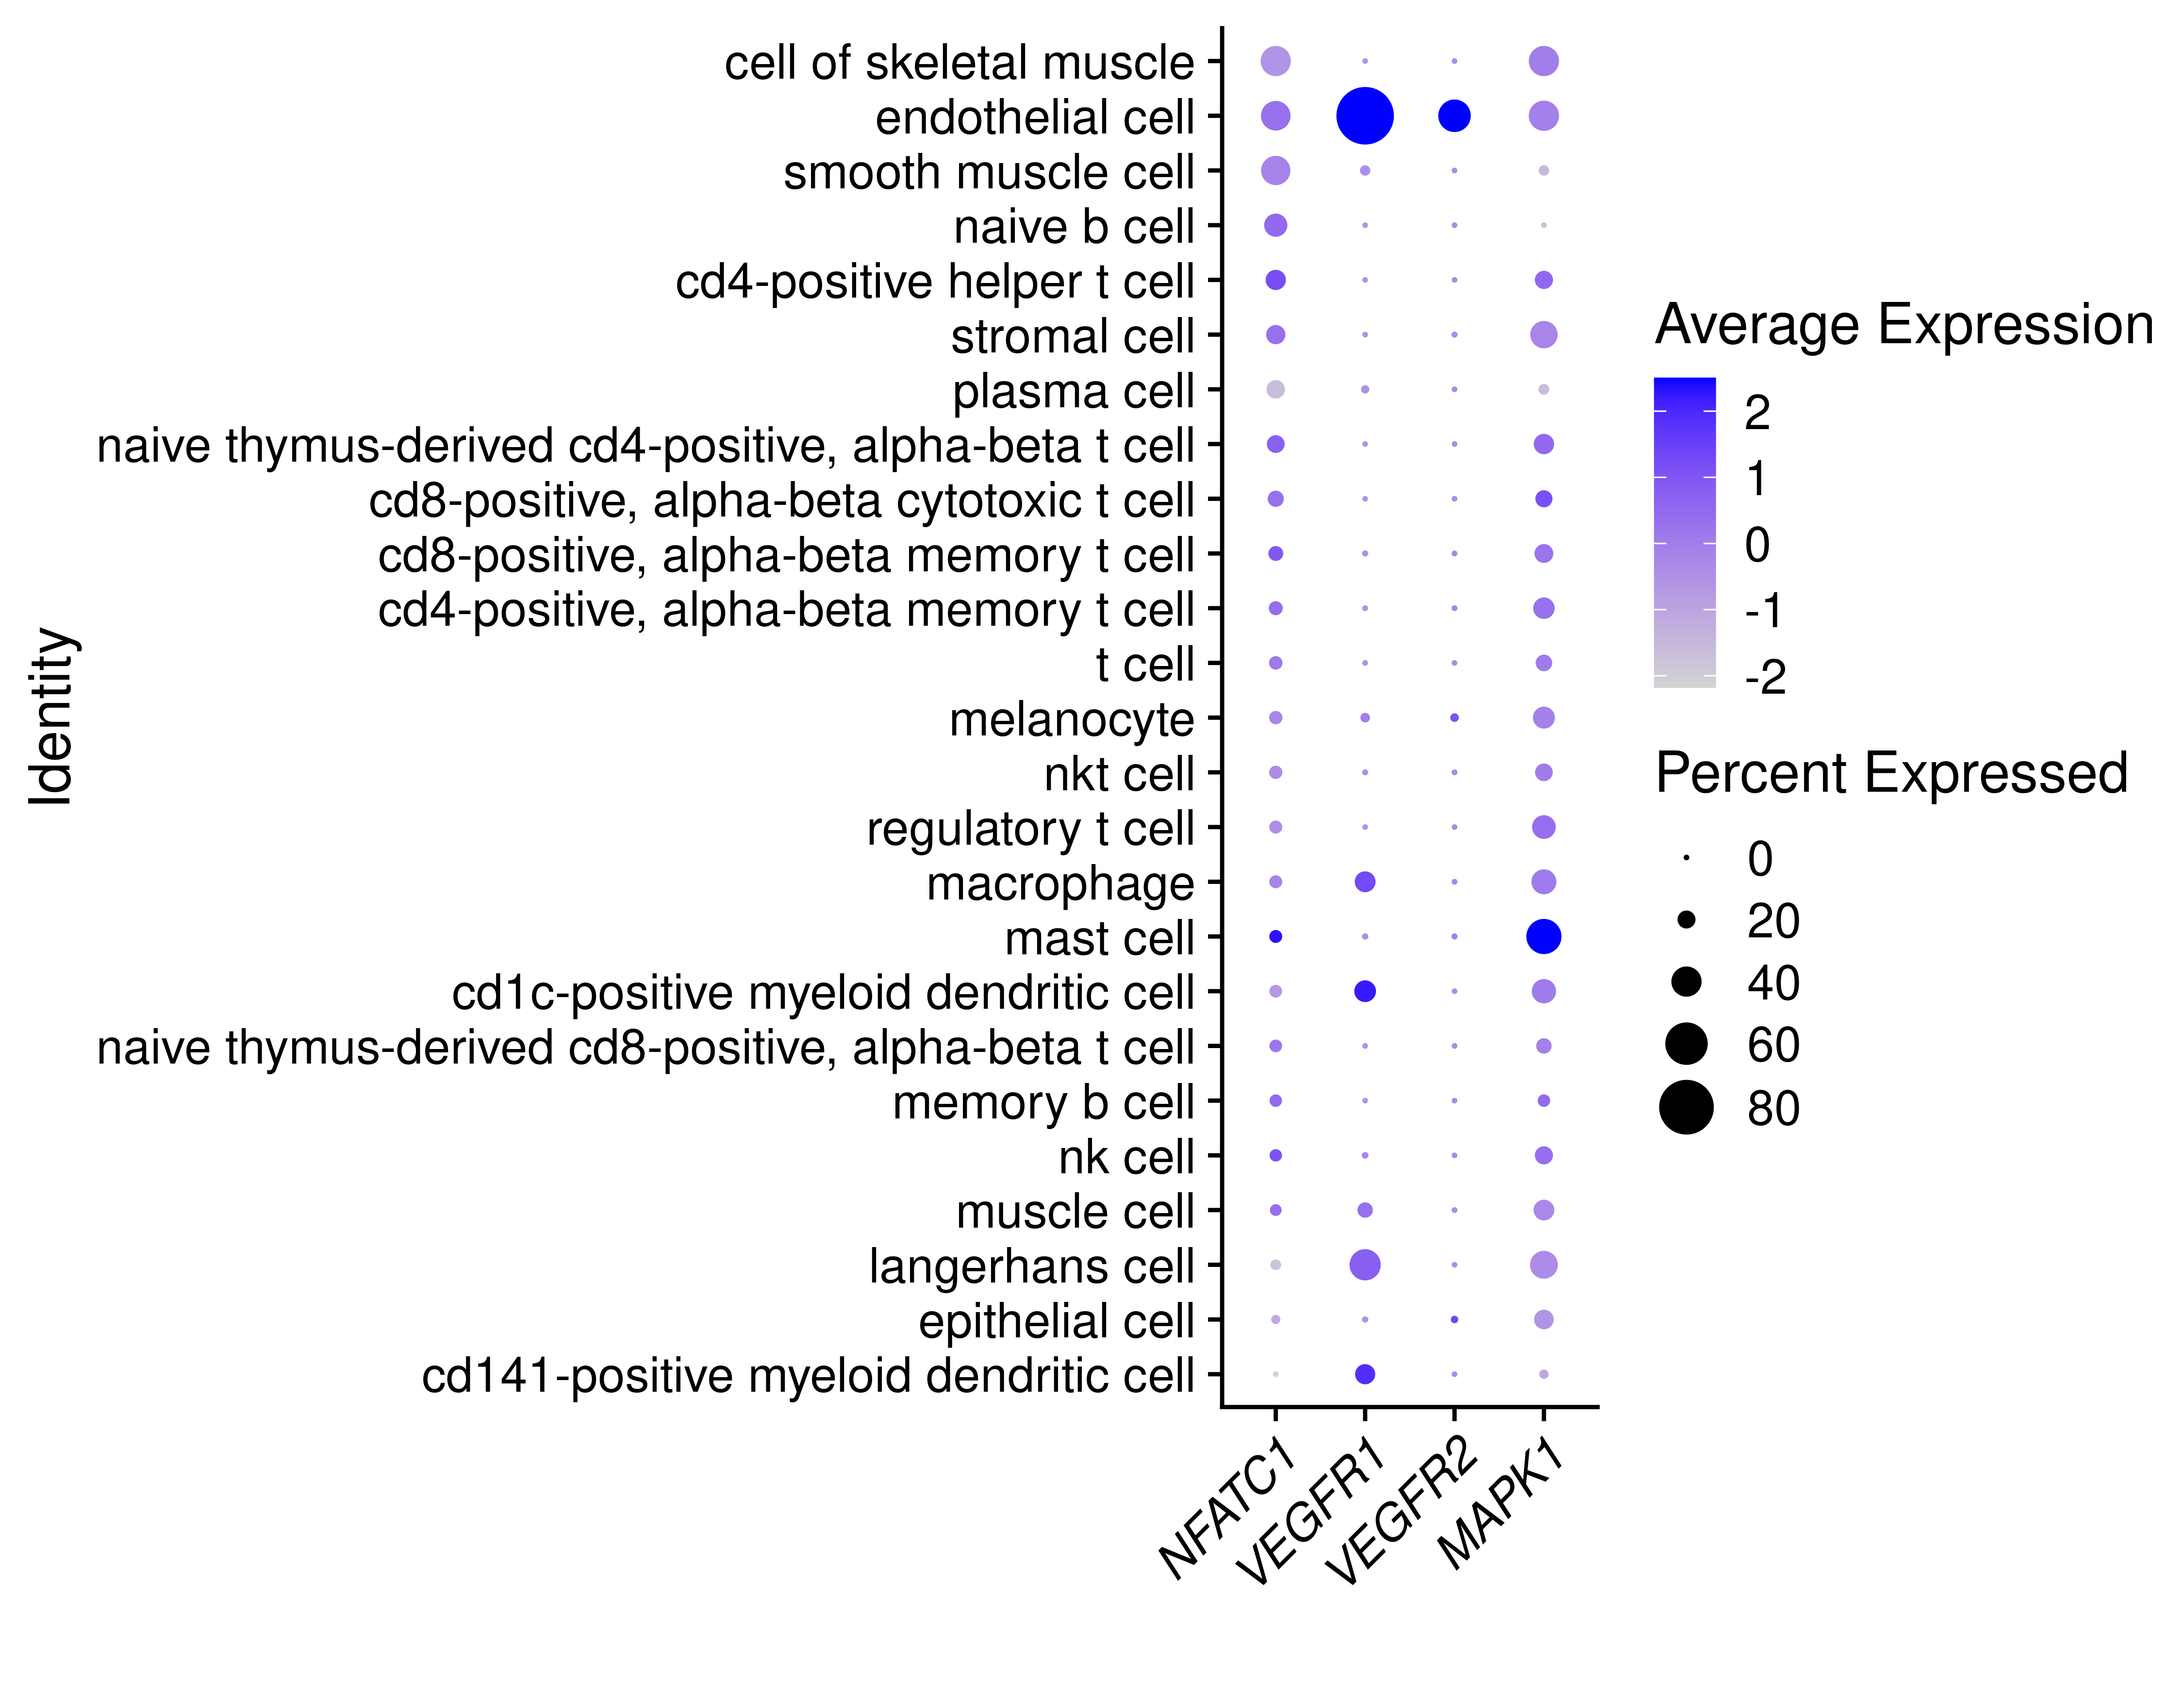 Identity
cell of skeletal muscle
endothelial cell
smooth muscle cell
naive b cell
cd4-positive helper t cell
stromal cell
plasma cell
naive thymus-derived cd4-positive, alpha-beta t cell
cd8-positive, alpha-beta cytotoxic t cell
cd8-positive, alpha-beta memory t cell
cd4-positive, alpha-beta memory t cell
t cell
melanocyte
nkt cell
regulatory t cell
macrophage
mast cell
cd1c-positive myeloid dendritic cell
naive thymus-derived cd8-positive, alpha-beta t cell
memory b cell
nk cell
muscle cell
langerhans cell
epithelial cell
cd141-positive myeloid dendritic cell
NFATC1
VEGFR1
VEGFR2
MAPK1
Average Expression
2
1
0
-1
-2
Percent Expressed
0
20
40
60
80